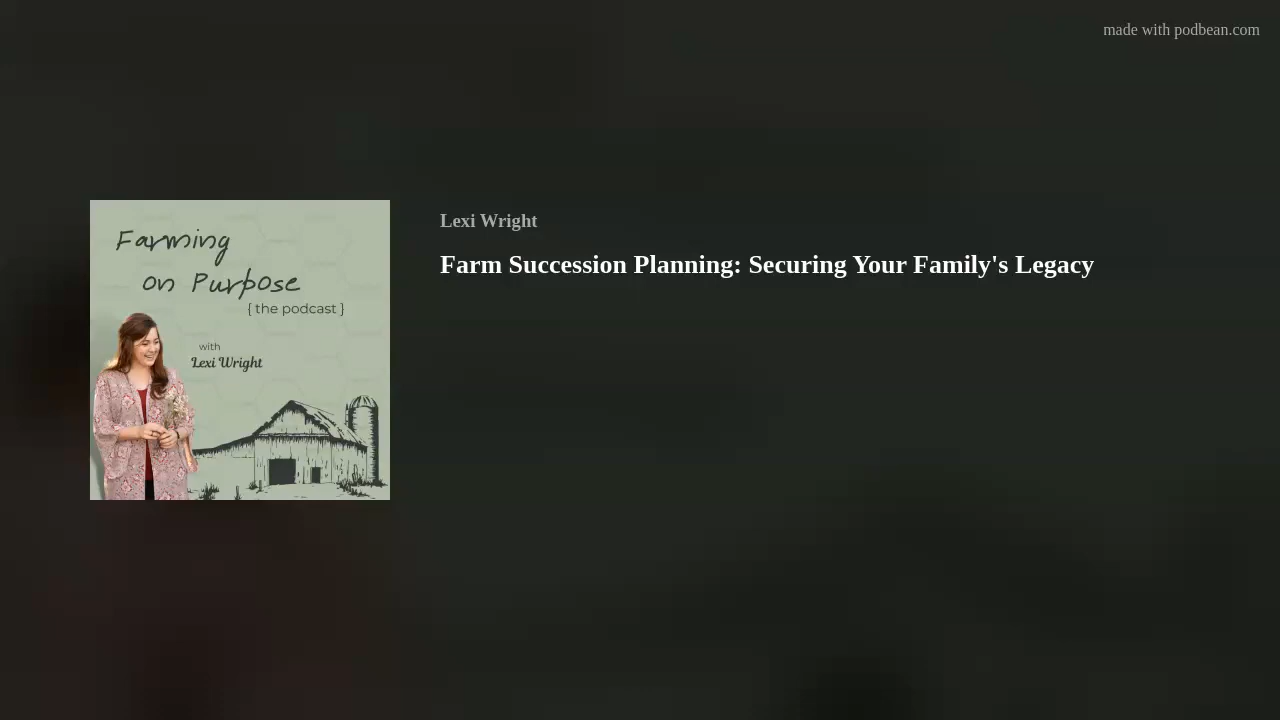 made with podbean.com
Farming
on Purpose
{ the podcast }
with
Lexi Wright
Lexi Wright
Farm Succession Planning: Securing Your Family's Legacy